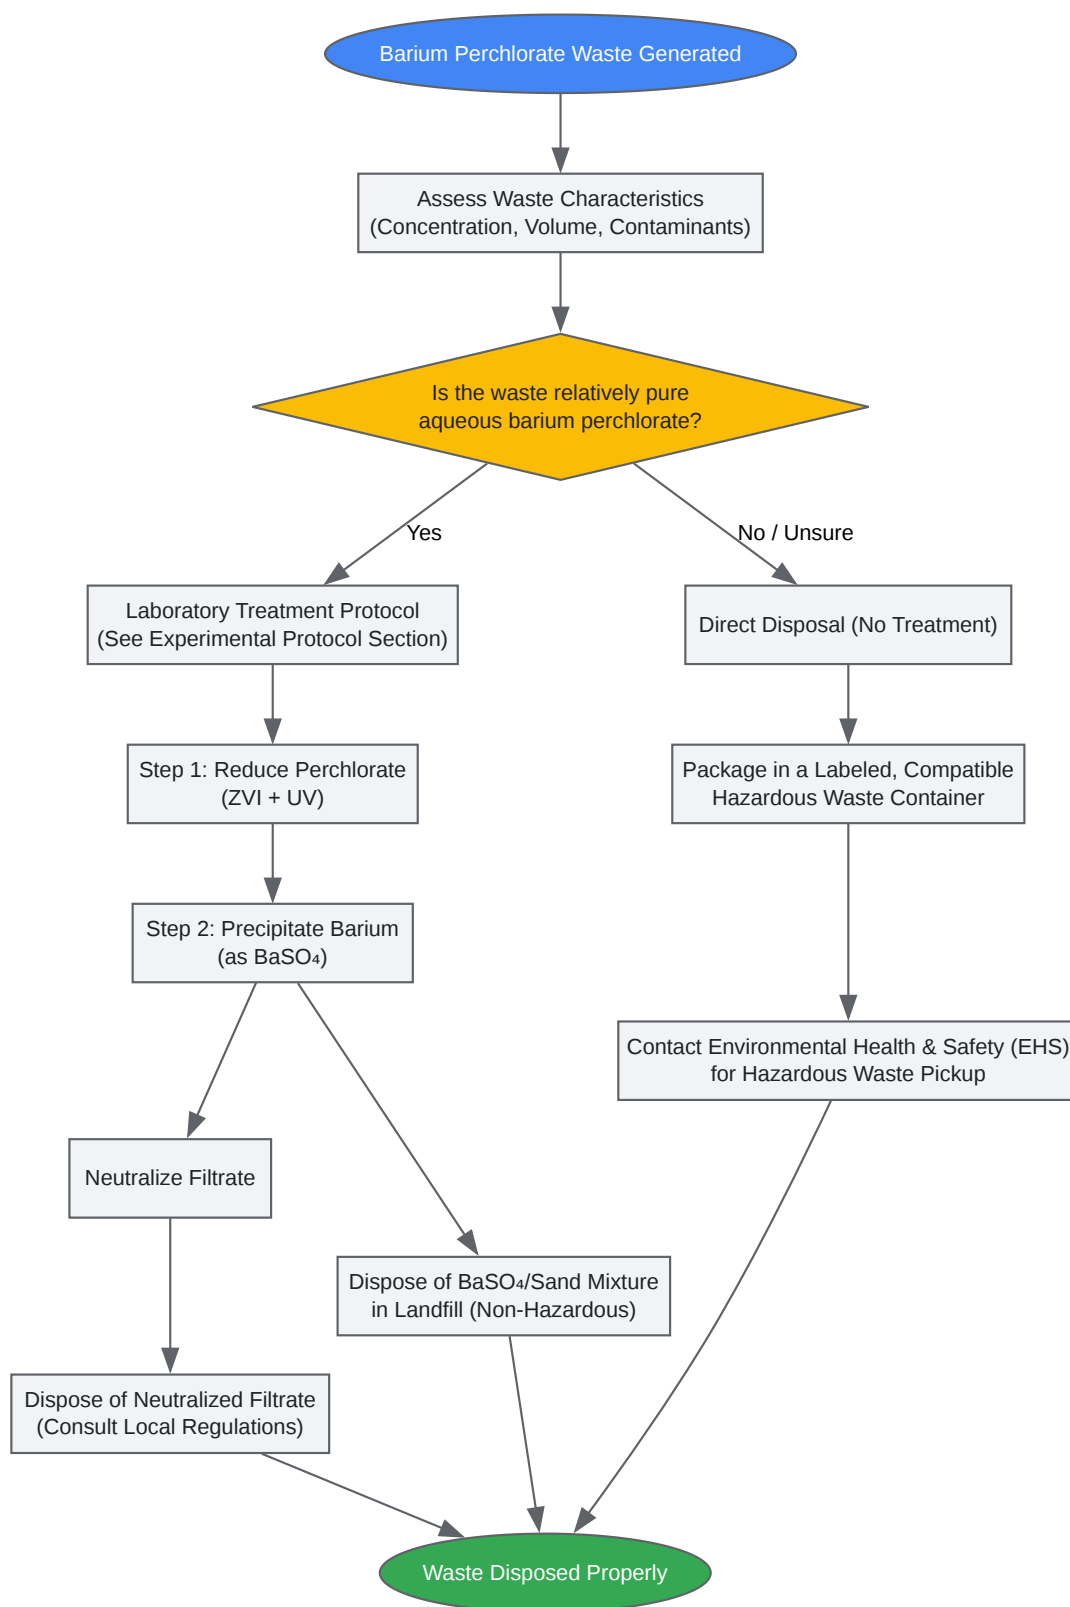 Barium Perchlorate Waste Generated
Assess Waste Characteristics
(Concentration, Volume, Contaminants)
Is the waste relatively pure
aqueous barium perchlorate?
Yes
No / Unsure
Laboratory Treatment Protocol
(See Experimental Protocol Section)
Direct Disposal (No Treatment)
Step 1: Reduce Perchlorate
(ZVI + UV)
Package in a Labeled, Compatible
Hazardous Waste Container
Step 2: Precipitate Barium
(as BaSO₄)
Contact Environmental Health & Safety (EHS)
for Hazardous Waste Pickup
Neutralize Filtrate
Dispose of BaSO₄/Sand Mixture
in Landfill (Non-Hazardous)
Dispose of Neutralized Filtrate
(Consult Local Regulations)
Waste Disposed Properly